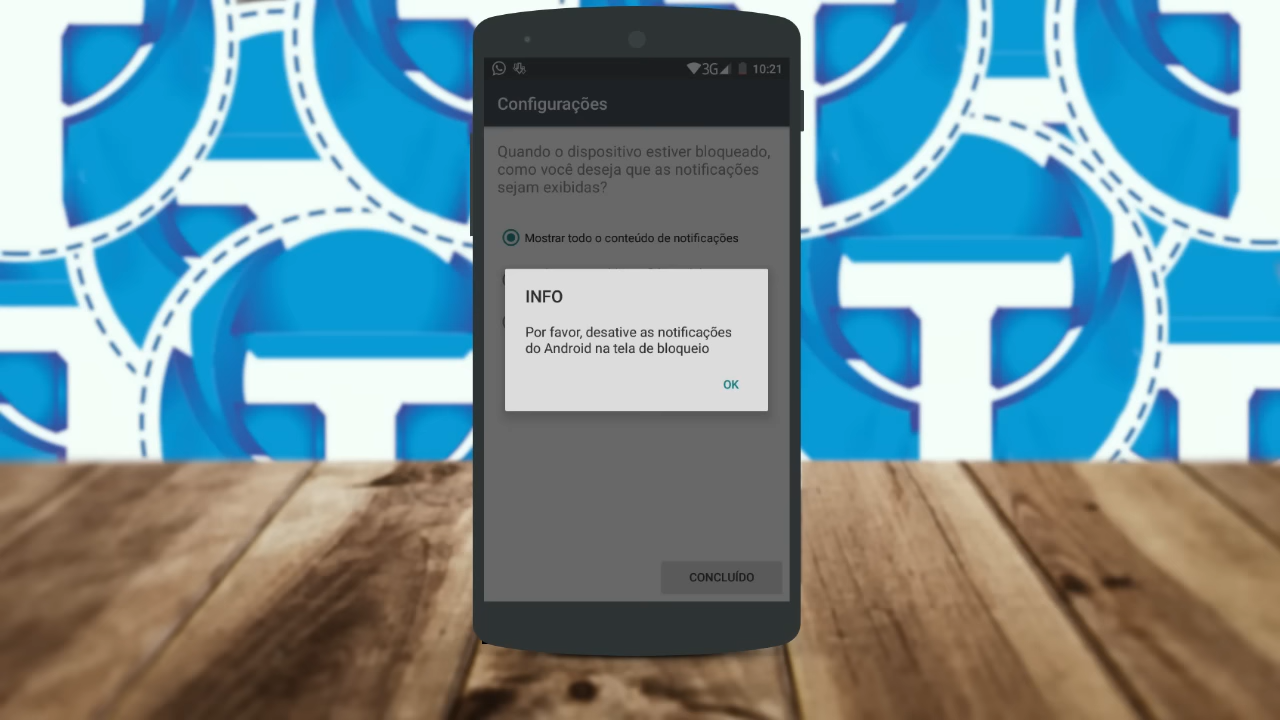 3G 10:21
Configurações
Quando o dispositivo estiver bloqueado,
como você deseja que as notificações
sejam exibidas?
Mostrar todo o conteúdo de notificações
INFO
Por favor, desative as notificações
do Android na tela de bloqueio
OK
CONCLUÍDO